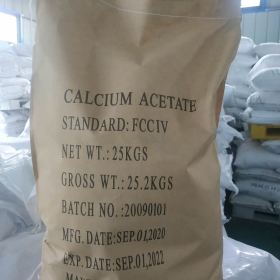 CALCIUM ACETATE
STANDARD:FCCIV
NET WT.:25KGS
GROSS WT.:25.2KGS
BATCH NO.:20090101
MFG. DATE:SEP.01,2020
EXP. DATE:SEP.01,2022